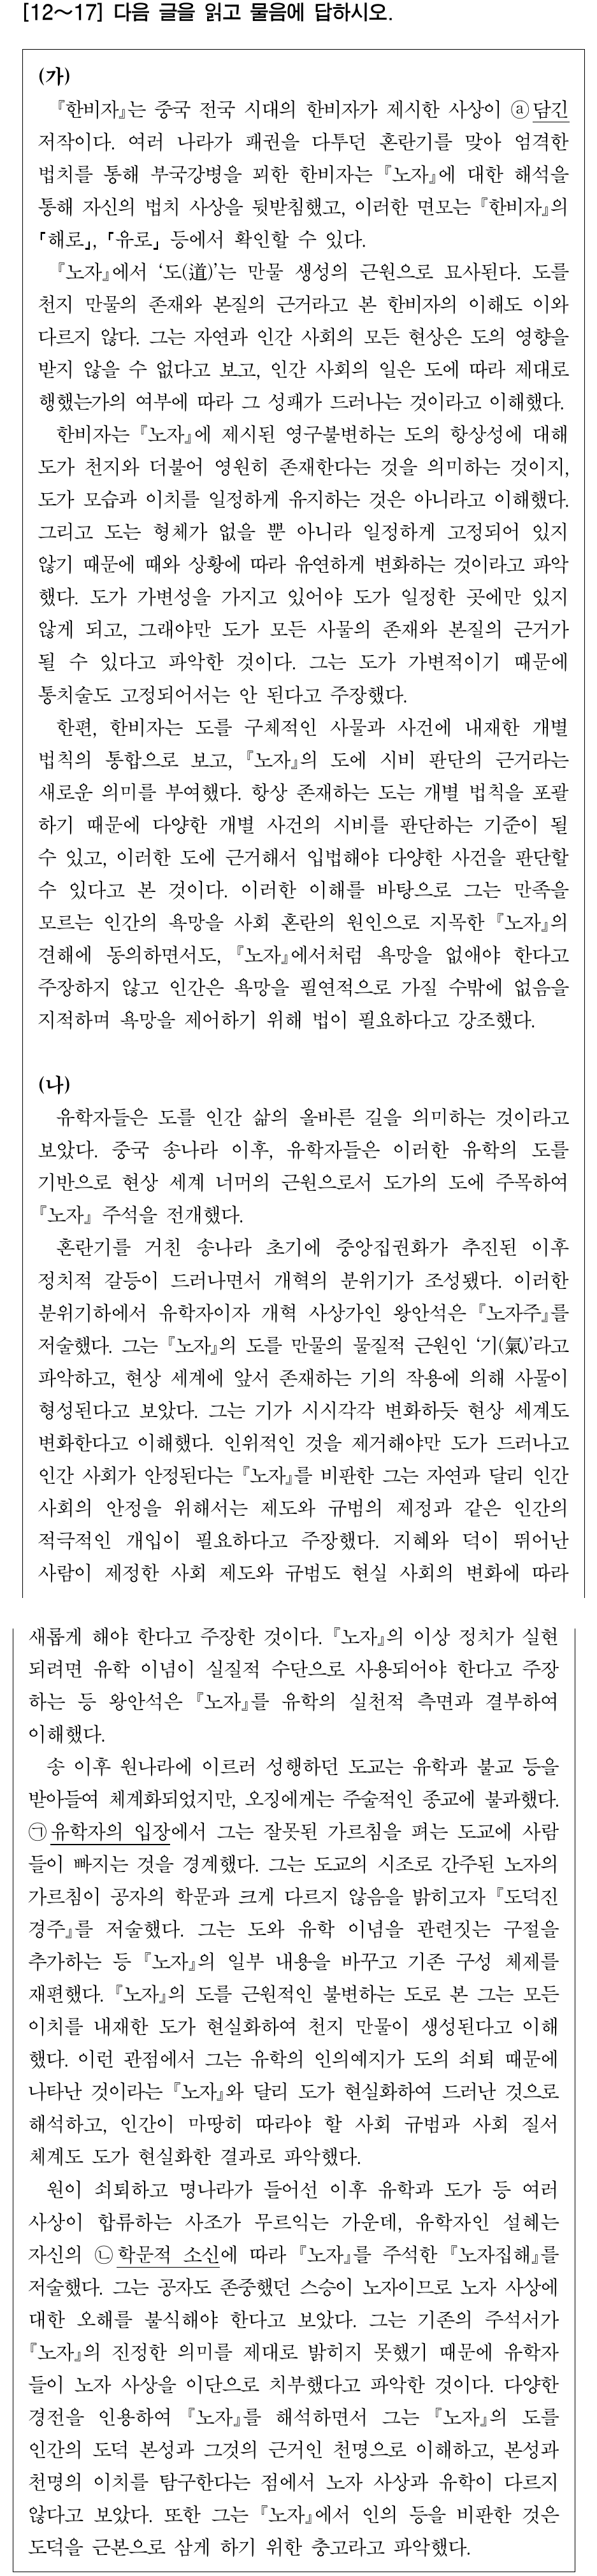 [12～17] 다음 글을 읽고 물음에 답하시오.
(가)
『한비자』는 중국 전국 시대의 한비자가 제시한 사상이 ⓐ담긴
저작이다. 여러 나라가 패권을 다투던 혼란기를 맞아 엄격한
법치를 통해 부국강병을 꾀한 한비자는 『노자』에 대한 해석을
통해 자신의 법치 사상을 뒷받침했고, 이러한 면모는 『한비자』의
「해로」, 「유로」 등에서 확인할 수 있다.
『노자』에서 ‘도(道)’는 만물 생성의 근원으로 묘사된다. 도를
천지 만물의 존재와 본질의 근거라고 본 한비자의 이해도 이와
다르지 않다. 그는 자연과 인간 사회의 모든 현상은 도의 영향을
받지 않을 수 없다고 보고, 인간 사회의 일은 도에 따라 제대로
행했는가의 여부에 따라 그 성패가 드러나는 것이라고 이해했다.
한비자는 『노자』에 제시된 영구불변하는 도의 항상성에 대해
도가 천지와 더불어 영원히 존재한다는 것을 의미하는 것이지,
도가 모습과 이치를 일정하게 유지하는 것은 아니라고 이해했다.
그리고 도는 형체가 없을 뿐 아니라 일정하게 고정되어 있지
않기 때문에 때와 상황에 따라 유연하게 변화하는 것이라고 파악
했다. 도가 가변성을 가지고 있어야 도가 일정한 곳에만 있지
않게 되고, 그래야만 도가 모든 사물의 존재와 본질의 근거가
될 수 있다고 파악한 것이다. 그는 도가 가변적이기 때문에
통치술도 고정되어서는 안 된다고 주장했다.
한편, 한비자는 도를 구체적인 사물과 사건에 내재한 개별
법칙의 통합으로 보고, 『노자』의 도에 시비 판단의 근거라는
새로운 의미를 부여했다. 항상 존재하는 도는 개별 법칙을 포괄
하기 때문에 다양한 개별 사건의 시비를 판단하는 기준이 될
수 있고, 이러한 도에 근거해서 입법해야 다양한 사건을 판단할
수 있다고 본 것이다. 이러한 이해를 바탕으로 그는 만족을
모르는 인간의 욕망을 사회 혼란의 원인으로 지목한 『노자』의
견해에 동의하면서도, 『노자』에서처럼 욕망을 없애야 한다고
주장하지 않고 인간은 욕망을 필연적으로 가질 수밖에 없음을
지적하며 욕망을 제어하기 위해 법이 필요하다고 강조했다.
(나)
유학자들은 도를 인간 삶의 올바른 길을 의미하는 것이라고
보았다. 중국 송나라 이후, 유학자들은 이러한 유학의 도를
기반으로 현상 세계 너머의 근원으로서 도가의 도에 주목하여
『노자』 주석을 전개했다.
혼란기를 거친 송나라 초기에 중앙집권화가 추진된 이후
정치적 갈등이 드러나면서 개혁의 분위기가 조성됐다. 이러한
분위기하에서 유학자이자 개혁 사상가인 왕안석은 『노자주』를
저술했다. 그는 『노자』의 도를 만물의 물질적 근원인 ‘기(氣)’라고
파악하고, 현상 세계에 앞서 존재하는 기의 작용에 의해 사물이
형성된다고 보았다. 그는 기가 시시각각 변화하듯 현상 세계도
변화한다고 이해했다. 인위적인 것을 제거해야만 도가 드러나고
인간 사회가 안정된다는 『노자』를 비판한 그는 자연과 달리 인간
사회의 안정을 위해서는 제도와 규범의 제정과 같은 인간의
적극적인 개입이 필요하다고 주장했다. 지혜와 덕이 뛰어난
사람이 제정한 사회 제도와 규범도 현실 사회의 변화에 따라
새롭게 해야 한다고 주장한 것이다. 『노자』의 이상 정치가 실현
되려면 유학 이념이 실질적 수단으로 사용되어야 한다고 주장
하는 등 왕안석은 『노자』를 유학의 실천적 측면과 결부하여
이해했다.
송 이후 원나라에 이르러 성행하던 도교는 유학과 불교 등을
받아들여 체계화되었지만, 오징에게는 주술적인 종교에 불과했다.
㉠유학자의 입장에서 그는 잘못된 가르침을 펴는 도교에 사람
들이 빠지는 것을 경계했다. 그는 도교의 시조로 간주된 노자의
가르침이 공자의 학문과 크게 다르지 않음을 밝히고자 『도덕진
경주』를 저술했다. 그는 도와 유학 이념을 관련짓는 구절을
추가하는 등 『노자』의 일부 내용을 바꾸고 기존 구성 체제를
재편했다. 『노자』의 도를 근원적인 불변하는 도로 본 그는 모든
이치를 내재한 도가 현실화하여 천지 만물이 생성된다고 이해
했다. 이런 관점에서 그는 유학의 인의예지가 도의 쇠퇴 때문에
나타난 것이라는 『노자』와 달리 도가 현실화하여 드러난 것으로
해석하고, 인간이 마땅히 따라야 할 사회 규범과 사회 질서
체계도 도가 현실화한 결과로 파악했다.
원이 쇠퇴하고 명나라가 들어선 이후 유학과 도가 등 여러
사상이 합류하는 사조가 무르익는 가운데, 유학자인 설혜는
자신의 ㉡학문적 소신에 따라 『노자』를 주석한 『노자집해』를
저술했다. 그는 공자도 존중했던 스승이 노자이므로 노자 사상에
대한 오해를 불식해야 한다고 보았다. 그는 기존의 주석서가
『노자』의 진정한 의미를 제대로 밝히지 못했기 때문에 유학자
들이 노자 사상을 이단으로 치부했다고 파악한 것이다. 다양한
경전을 인용하여 『노자』를 해석하면서 그는 『노자』의 도를
인간의 도덕 본성과 그것의 근거인 천명으로 이해하고, 본성과
천명의 이치를 탐구한다는 점에서 노자 사상과 유학이 다르지
않다고 보았다. 또한 그는 『노자』에서 인의 등을 비판한 것은
도덕을 근본으로 삼게 하기 위한 충고라고 파악했다.